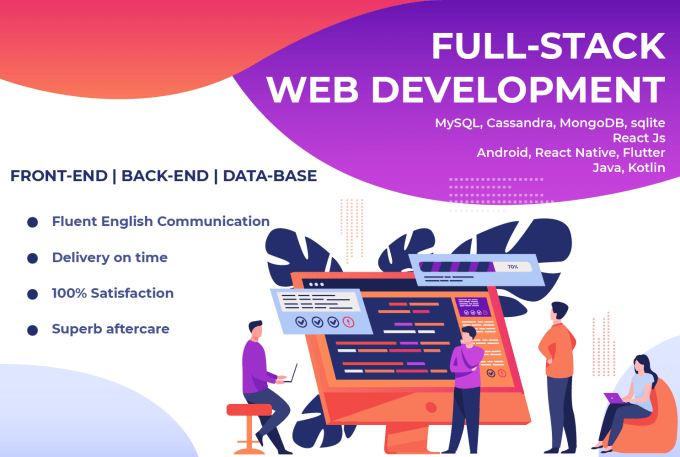 FULL-STACK
WEB DEVELOPMENT
MySQL, Cassandra, MongoDB, sqlite
React Js
Android, React Native, Flutter
Java, Kotlin
FRONT-END | BACK-END | DATA-BASE
Fluent English Communication
Delivery on time
100% Satisfaction
Superb aftercare
70%